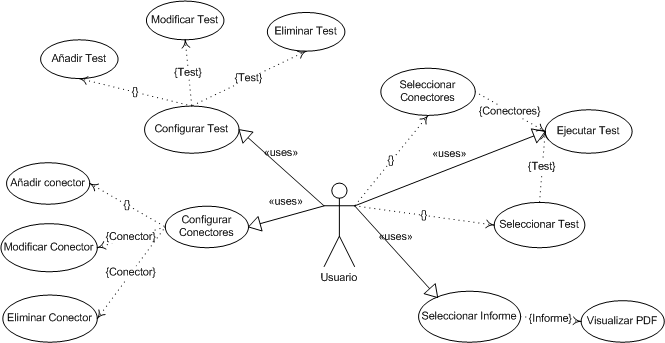 Modificar Test
Eliminar Test
Añadir Test
{Test}
{Test}
{}
Configurar Test
Seleccionar
Conectores
{Conectores}
Ejecutar Test
«uses»
«uses»
{}
{Test}
Añadir conector
{}
«uses»
Configurar
Conectores
{}
Seleccionar Test
Modificar Conector
{Conector}
«uses»
{Conector}
Usuario
Eliminar Conector
Seleccionar Informe
{Informe}
Visualizar PDF